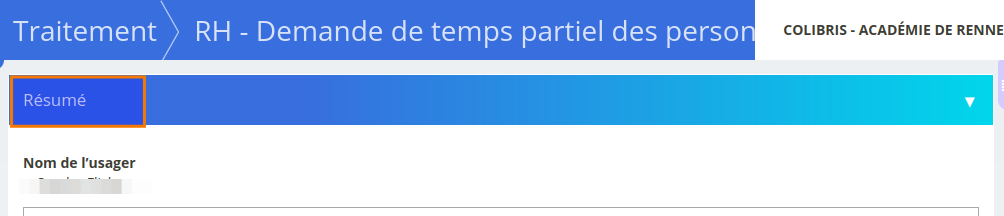 Traitement
RH - Demande de temps partiel des person
COLIBRIS - ACADÉMIE DE RENNE
Résumé
Nom de l’usager